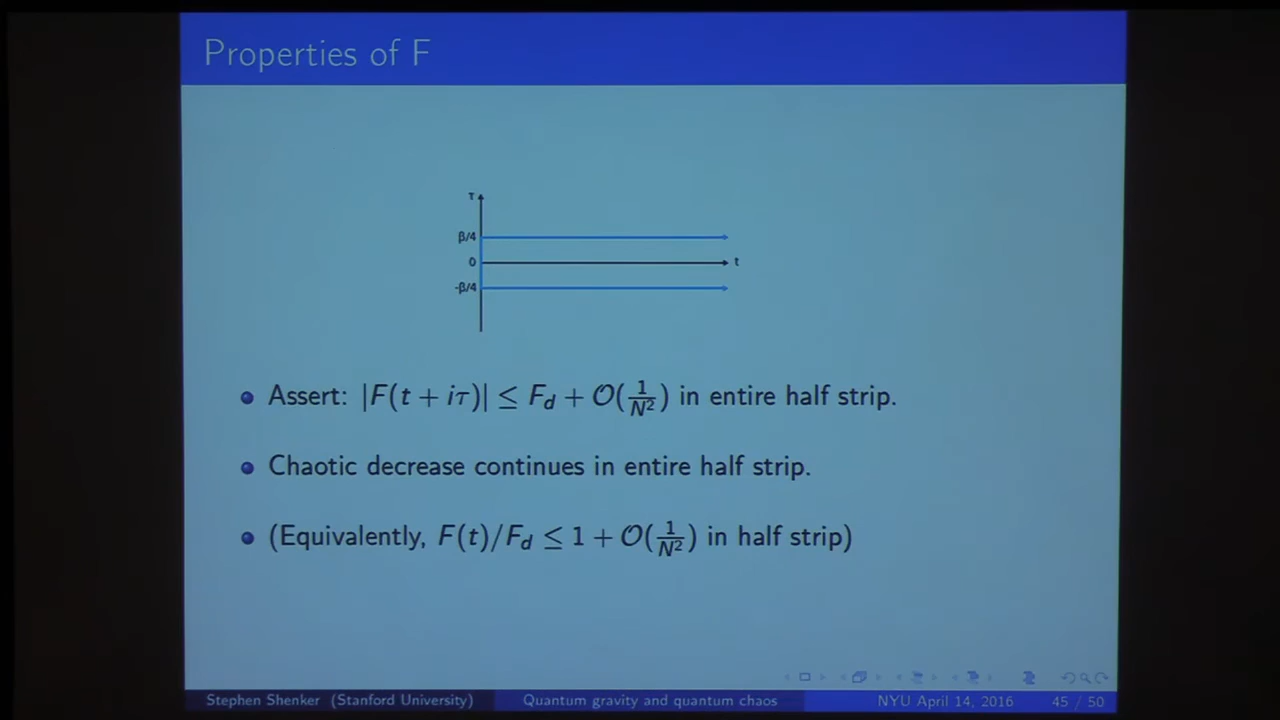 Properties of F
τ
β/4
0
t
-β/4
Assert: |F(t + iτ)| ≤ F_d + 𝒪(1/N²) in entire half strip.
Chaotic decrease continues in entire half strip.
(Equivalently, F(t)/F_d ≤ 1 + 𝒪(1/N²) in half strip)
Stephen Shenker (Stanford University) Quantum gravity and quantum chaos NYU April 14, 2016 45 / 50